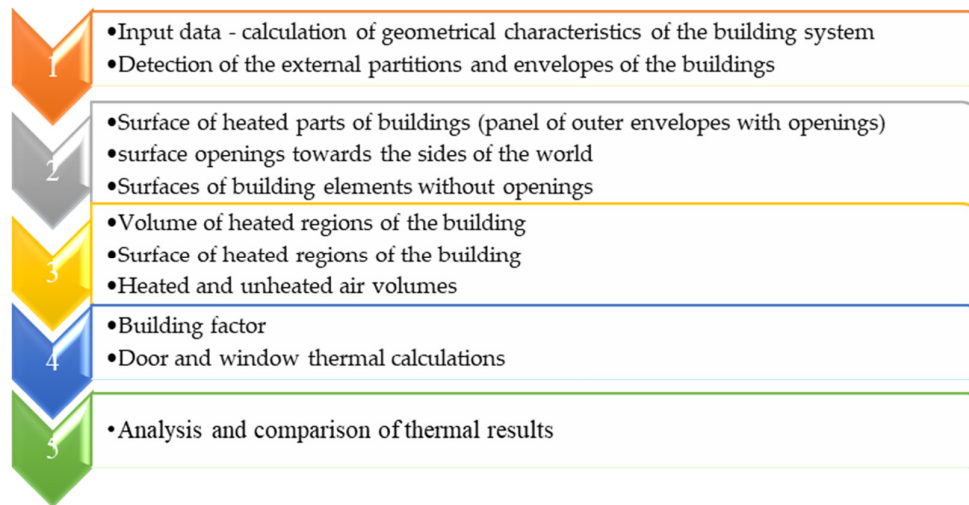 1
•Input data - calculation of geometrical characteristics of the building system
•Detection of the external partitions and envelopes of the buildings
2
•Surface of heated parts of buildings (panel of outer envelopes with openings)
•surface openings towards the sides of the world
•Surfaces of building elements without openings
3
•Volume of heated regions of the building
•Surface of heated regions of the building
•Heated and unheated air volumes
4
•Building factor
•Door and window thermal calculations
5
•Analysis and comparison of thermal results